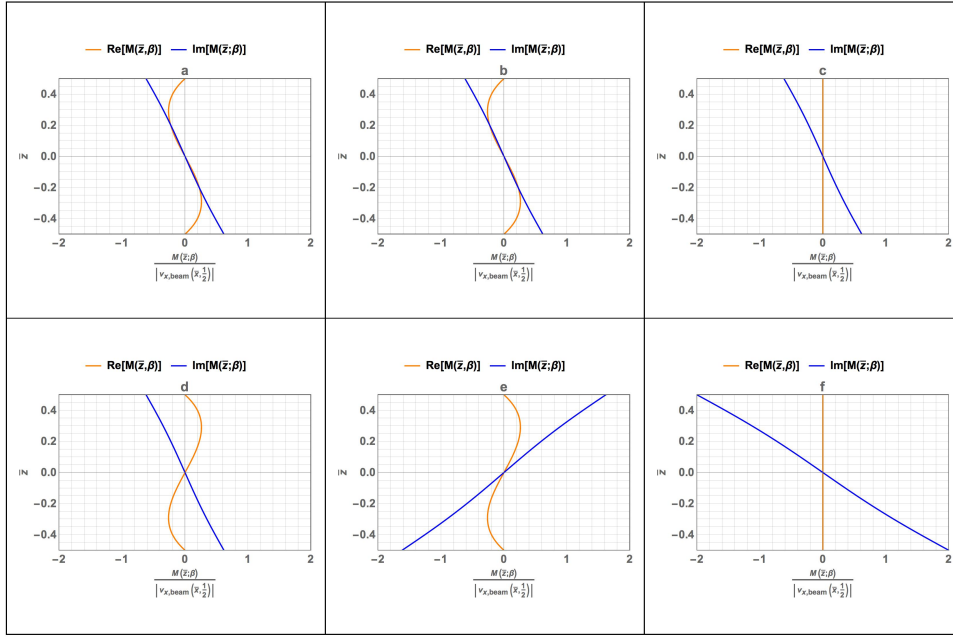 — Re[M(z̄,β)] — Im[M(z̄;β)]
a
0.4
0.2
z̄
0.0
−0.2
−0.4
−2 −1 0 1 2
M(z̄;β)
|v_{x,beam}(x̄,1/2)|
— Re[M(z̄,β)] — Im[M(z̄;β)]
b
0.4
0.2
z̄
0.0
−0.2
−0.4
−2 −1 0 1 2
M(z̄;β)
|v_{x,beam}(x̄,1/2)|
— Re[M(z̄,β)] — Im[M(z̄;β)]
c
0.4
0.2
z̄
0.0
−0.2
−0.4
−2 −1 0 1 2
M(z̄;β)
|v_{x,beam}(x̄,1/2)|
— Re[M(z̄,β)] — Im[M(z̄;β)]
d
0.4
0.2
z̄
0.0
−0.2
−0.4
−2 −1 0 1 2
M(z̄;β)
|v_{x,beam}(x̄,1/2)|
— Re[M(z̄,β)] — Im[M(z̄;β)]
e
0.4
0.2
z̄
0.0
−0.2
−0.4
−2 −1 0 1 2
M(z̄;β)
|v_{x,beam}(x̄,1/2)|
— Re[M(z̄,β)] — Im[M(z̄;β)]
f
0.4
0.2
z̄
0.0
−0.2
−0.4
−2 −1 0 1 2
M(z̄;β)
|v_{x,beam}(x̄,1/2)|